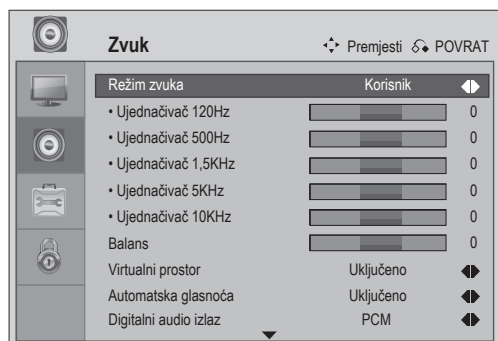 Zvuk Premjesti POVRAT
Režim zvuka Korisnik
• Ujednačivač 120Hz 0
• Ujednačivač 500Hz 0
• Ujednačivač 1,5KHz 0
• Ujednačivač 5KHz 0
• Ujednačivač 10KHz 0
Balans 0
Virtualni prostor Uključeno
Automatska glasnoća Uključeno
Digitalni audio izlaz PCM